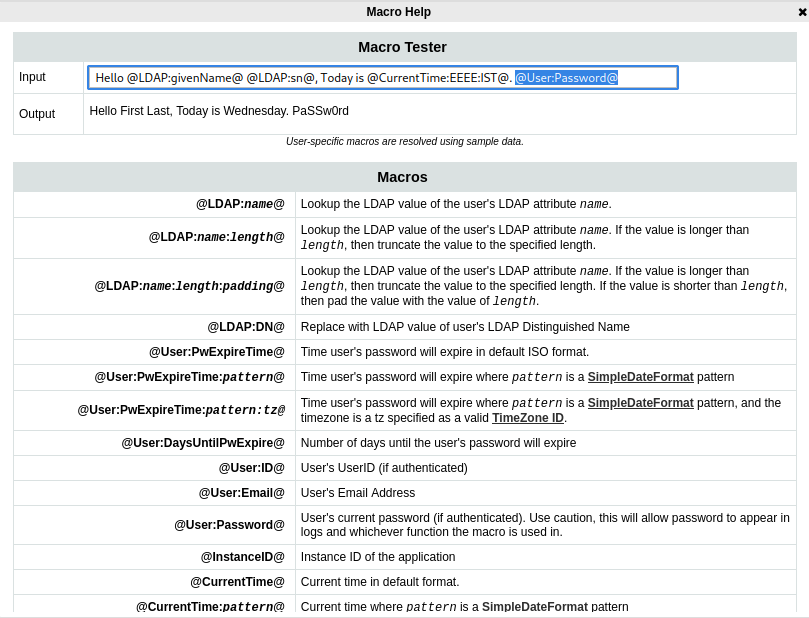 Macro Help ✖
Macro Tester
Input Hello @LDAP:givenName@ @LDAP:sn@, Today is @CurrentTime:EEEE:IST@. @User:Password@
Output Hello First Last, Today is Wednesday. PaSSw0rd
User-specific macros are resolved using sample data.
Macros
@LDAP:name@ Lookup the LDAP value of the user's LDAP attribute name.
@LDAP:name:length@ Lookup the LDAP value of the user's LDAP attribute name. If the value is longer than
length, then truncate the value to the specified length.
@LDAP:name:length:padding@ Lookup the LDAP value of the user's LDAP attribute name. If the value is longer than
length, then truncate the value to the specified length. If the value is shorter than length,
then pad the value with the value of length.
@LDAP:DN@ Replace with LDAP value of user's LDAP Distinguished Name
@User:PwExpireTime@ Time user's password will expire in default ISO format.
@User:PwExpireTime:pattern@ Time user's password will expire where pattern is a SimpleDateFormat pattern
@User:PwExpireTime:pattern:tz@ Time user's password will expire where pattern is a SimpleDateFormat pattern, and the
timezone is a tz specified as a valid TimeZone ID.
@User:DaysUntilPwExpire@ Number of days until the user's password will expire
@User:ID@ User's UserID (if authenticated)
@User:Email@ User's Email Address
@User:Password@ User's current password (if authenticated). Use caution, this will allow password to appear in
logs and whichever function the macro is used in.
@InstanceID@ Instance ID of the application
@CurrentTime@ Current time in default format.
@CurrentTime:pattern@ Current time where pattern is a SimpleDateFormat pattern